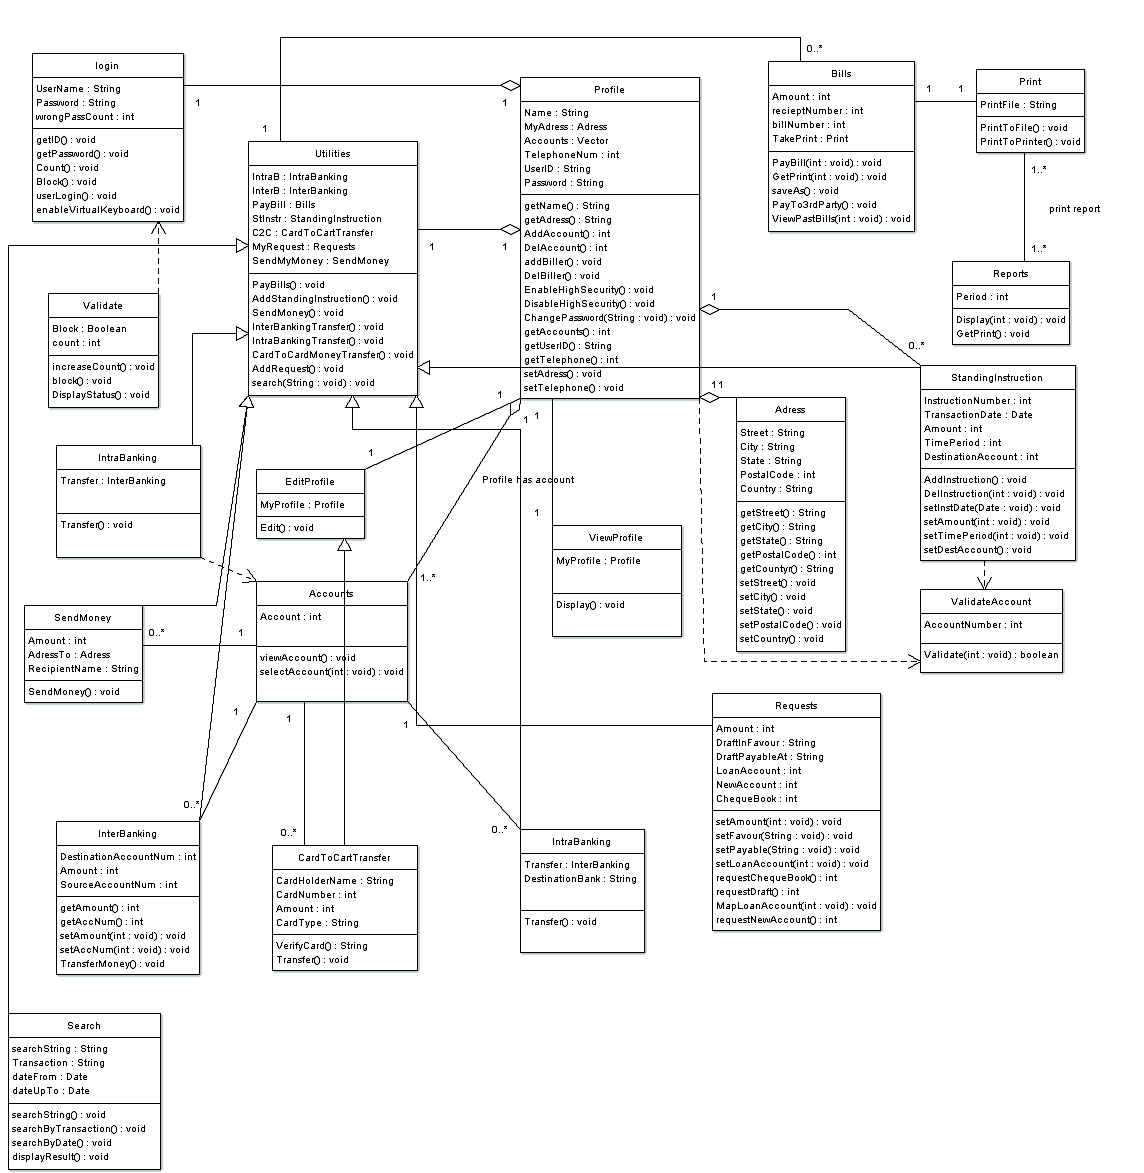 login
UserName : String
Password : String
wrongPassCount : int
getID() : void
getPassword() : void
Count() : void
Block() : void
userLogin() : void
enableVirtualKeyboard() : void
1
1
Utilities
IntraB : IntraBanking
InterB : InterBanking
PayBill : Bills
StInstr : StandingInstruction
C2C : CardToCartTransfer
MyRequest : Requests
SendMyMoney : SendMoney
PayBills() : void
AddStandingInstruction() : void
SendMoney() : void
InterBankingTransfer() : void
IntraBankingTransfer() : void
CardToCardMoneyTransfer() : void
AddRequest() : void
search(String : void) : void
1
1
1
Profile
Name : String
MyAdress : Adress
Accounts : Vector
TelephoneNum : int
UserID : String
Password : String
getName() : String
getAdress() : String
AddAccount() : int
DelAccount() : int
addBiller() : void
DelBiller() : void
EnableHighSecurity() : void
DisableHighSecurity() : void
ChangePassword(String : void) : void
getAccounts() : int
getUserID() : String
getTelephone() : int
setAdress() : void
setTelephone() : void
0..*
Bills
Amount : int
recieptNumber : int
billNumber : int
TakePrint : Print
PayBill(int : void) : void
GetPrint(int : void) : void
saveAs() : void
PayTo3rdParty() : void
ViewPastBills(int : void) : void
1
1
Print
PrintFile : String
PrintToFile() : void
PrintToPrinter() : void
1..*
print report
1..*
Reports
Period : int
Display(int : void) : void
GetPrint() : void
Validate
Block : Boolean
count : int
increaseCount() : void
block() : void
DisplayStatus() : void
1
0..*
StandingInstruction
InstructionNumber : int
TransactionDate : Date
Amount : int
TimePeriod : int
DestinationAccount : int
AddInstruction() : void
DelInstruction(int : void) : void
setInstDate(Date : void) : void
setAmount(int : void) : void
setTimePeriod(int : void) : void
setDestAccount() : void
11
Adress
Street : String
City : String
State : String
PostalCode : int
Country : String
getStreet() : String
getCity() : String
getState() : String
getPostalCode() : int
getCountyr() : String
setStreet() : void
setCity() : void
setState() : void
setPostalCode() : void
setCountry() : void
IntraBanking
Transfer : InterBanking
Transfer() : void
1
1
EditProfile
MyProfile : Profile
Edit() : void
1
1
Profile has account
1
ViewProfile
MyProfile : Profile
Display() : void
1..*
Accounts
Account : int
viewAccount() : void
selectAccount(int : void) : void
ValidateAccount
AccountNumber : int
Validate(int : void) : boolean
SendMoney
Amount : int
AdressTo : Adress
RecipientName : String
SendMoney() : void
0..*
1
1
1
1
Requests
Amount : int
DraftInFavour : String
DraftPayableAt : String
LoanAccount : int
NewAccount : int
ChequeBook : int
setAmount(int : void) : void
setFavour(String : void) : void
setPayable(String : void) : void
setLoanAccount(int : void) : void
requestChequeBook() : int
requestDraft() : int
MapLoanAccount(int : void) : void
requestNewAccount() : int
0..*
InterBanking
DestinationAccountNum : int
Amount : int
SourceAccountNum : int
getAmount() : int
getAccNum() : int
setAmount(int : void) : void
setAccNum(int : void) : void
TransferMoney() : void
0..*
CardToCartTransfer
CardHolderName : String
CardNumber : int
Amount : int
CardType : String
VerifyCard() : String
Transfer() : void
0..*
IntraBanking
Transfer : InterBanking
DestinationBank : String
Transfer() : void
Search
searchString : String
Transaction : String
dateFrom : Date
dateUpTo : Date
searchString() : void
searchByTransaction() : void
searchByDate() : void
displayResult() : void